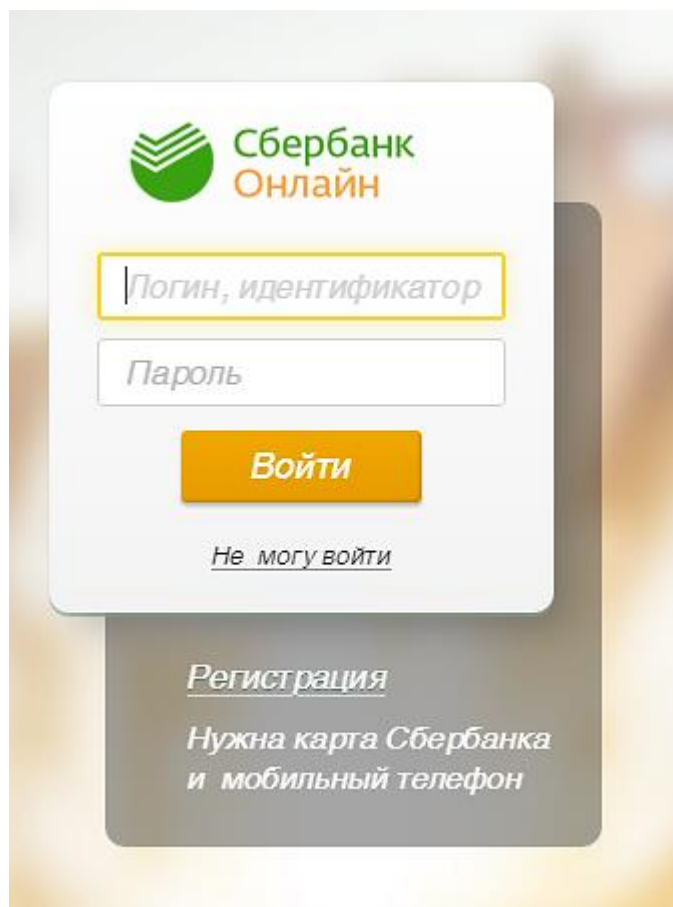 Сбербанк
Онлайн
Логин, идентификатор
Пароль
Войти
Не могу войти
Регистрация
Нужна карта Сбербанка
и мобильный телефон